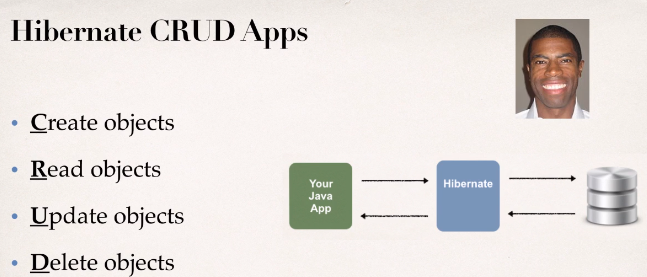 Hibernate CRUD Apps
• Create objects
• Read objects
• Update objects
• Delete objects
Your
Java
App
Hibernate